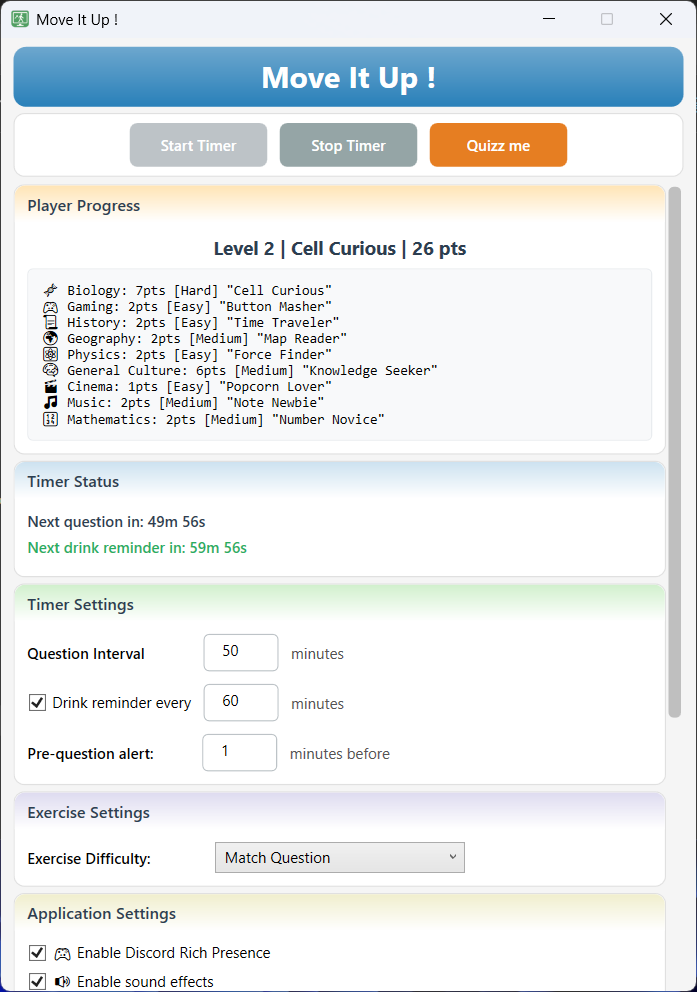 Move It Up !
Move It Up !
Start Timer
Stop Timer
Quizz me
Player Progress
Level 2 | Cell Curious | 26 pts
Biology: 7pts [Hard] "Cell Curious"
Gaming: 2pts [Easy] "Button Masher"
History: 2pts [Easy] "Time Traveler"
Geography: 2pts [Medium] "Map Reader"
Physics: 2pts [Easy] "Force Finder"
General Culture: 6pts [Medium] "Knowledge Seeker"
Cinema: 1pts [Easy] "Popcorn Lover"
Music: 2pts [Medium] "Note Newbie"
Mathematics: 2pts [Medium] "Number Novice"
Timer Status
Next question in: 49m 56s
Next drink reminder in: 59m 56s
Timer Settings
Question Interval 50 minutes
Drink reminder every 60 minutes
Pre-question alert: 1 minutes before
Exercise Settings
Exercise Difficulty: Match Question
Application Settings
Enable Discord Rich Presence
Enable sound effects